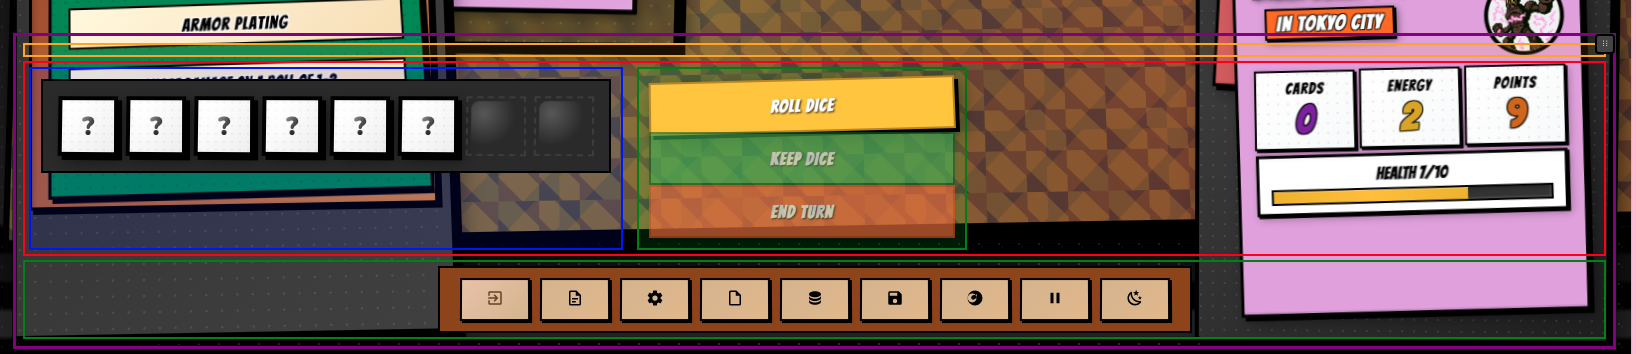 ARMOR PLATING
IN TOKYO CITY
? ? ? ? ? ?
ROLL DICE
KEEP DICE
END TURN
CARDS
0
ENERGY
2
POINTS
9
HEALTH 7/10